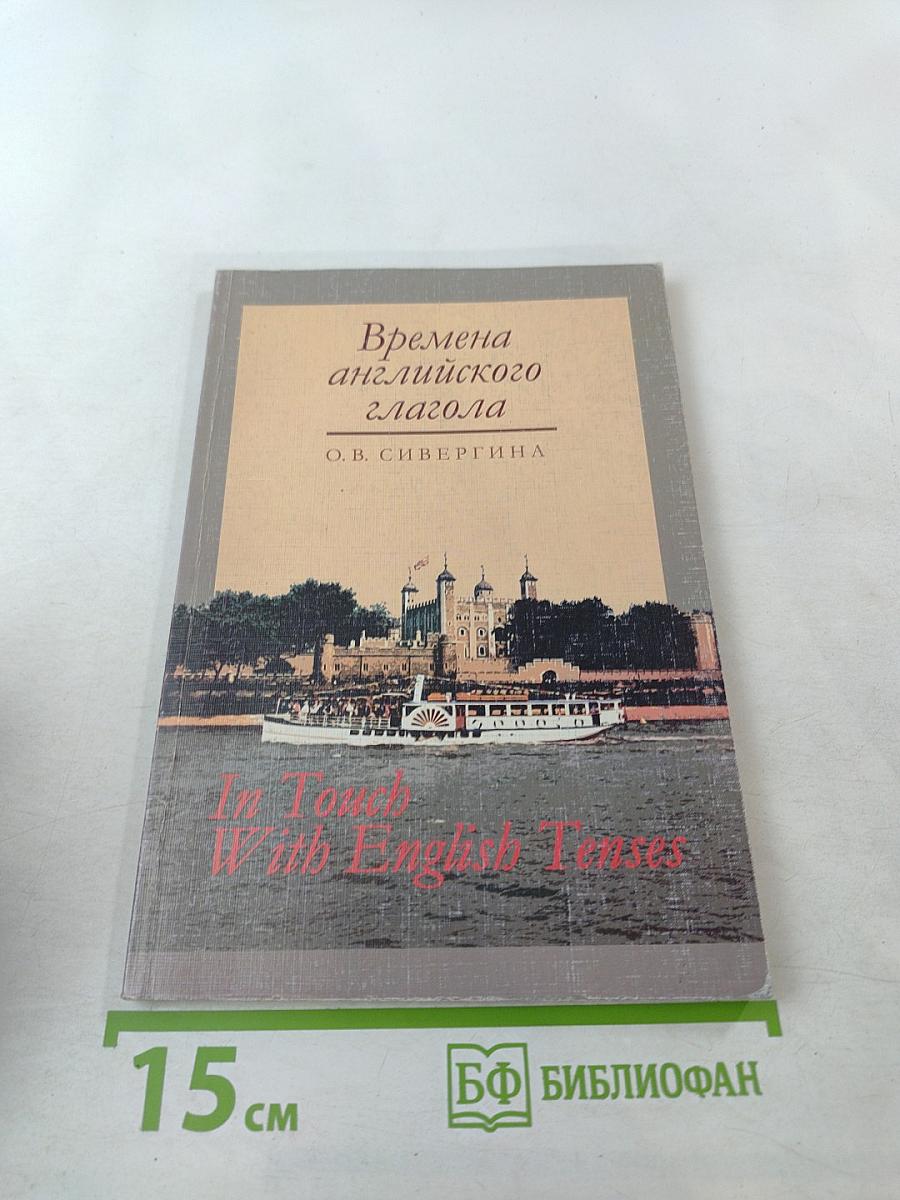 Времена
английского
глагола
О. В. СИВЕРГИНА
In Touch
With English Tenses
15 см
БФ БИБЛИОФАН